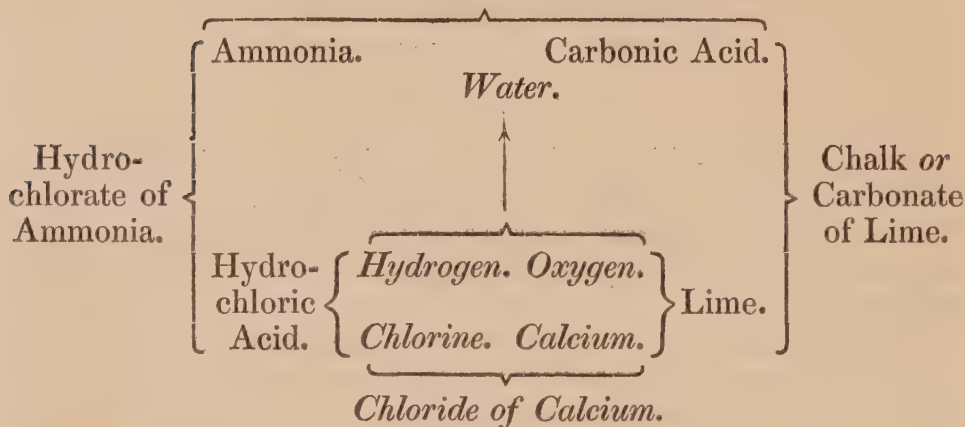 Ammonia. Carbonic Acid.
Water.
Hydro-
chlorate of
Ammonia.
Chalk or
Carbonate
of Lime.
Hydro-
chloric
Acid.
Hydrogen. Oxygen.
Chlorine. Calcium.
Lime.
Chloride of Calcium.